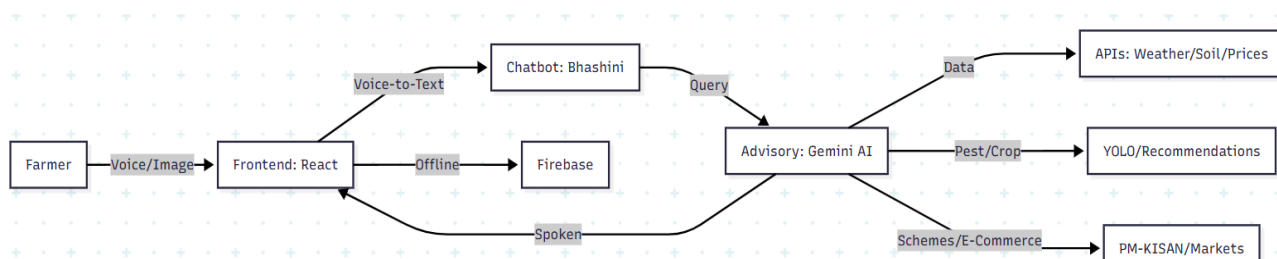 Farmer
Voice/Image
Frontend: React
Voice-to-Text
Chatbot: Bhashini
Offline
Firebase
Query
Advisory: Gemini AI
Spoken
Data
APIs: Weather/Soil/Prices
Pest/Crop
YOLO/Recommendations
Schemes/E-Commerce
PM-KISAN/Markets